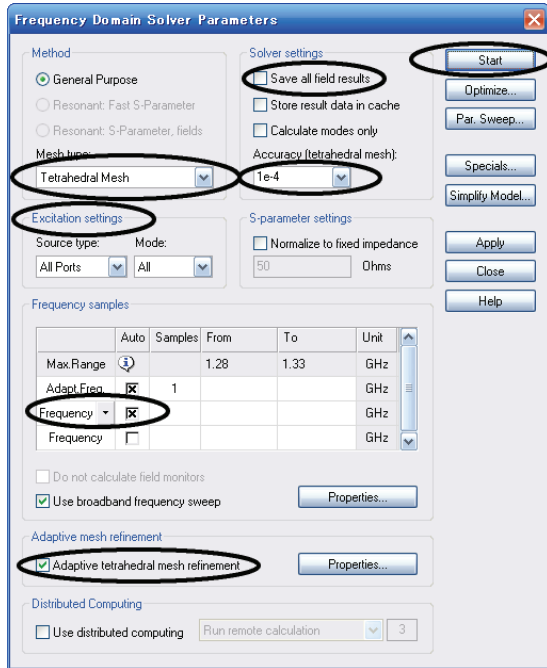 Frequency Domain Solver Parameters
Method
General Purpose
Resonant: Fast S-Parameter
Resonant: S-Parameter, fields
Mesh type:
Tetrahedral Mesh
Solver settings
Save all field results
Store result data in cache
Calculate modes only
Accuracy (tetrahedral mesh):
1e-4
Start
Optimize...
Par. Sweep...
Specials...
Simplify Model...
Apply
Close
Help
Excitation settings
Source type: Mode:
All Ports All
S-parameter settings
Normalize to fixed impedance
50 Ohms
Frequency samples
Auto Samples From To Unit
Max.Range 1.28 1.33 GHz
Adapt.Freq. 1 GHz
Frequency GHz
Frequency GHz
Do not calculate field monitors
Use broadband frequency sweep Properties...
Adaptive mesh refinement
Adaptive tetrahedral mesh refinement Properties...
Distributed Computing
Use distributed computing Run remote calculation 3